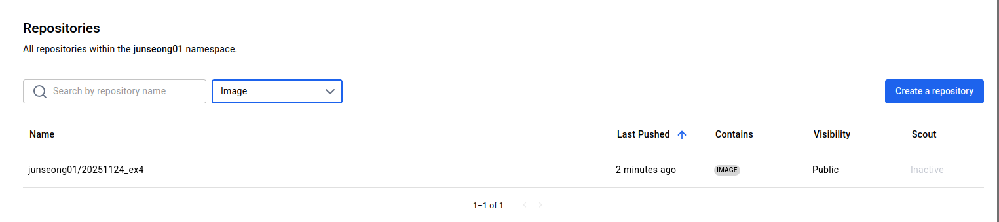 Repositories
All repositories within the junseong01 namespace.
Search by repository name
Image
Create a repository
Name Last Pushed Contains Visibility Scout
junseong01/20251124_ex4 2 minutes ago IMAGE Public Inactive
1–1 of 1